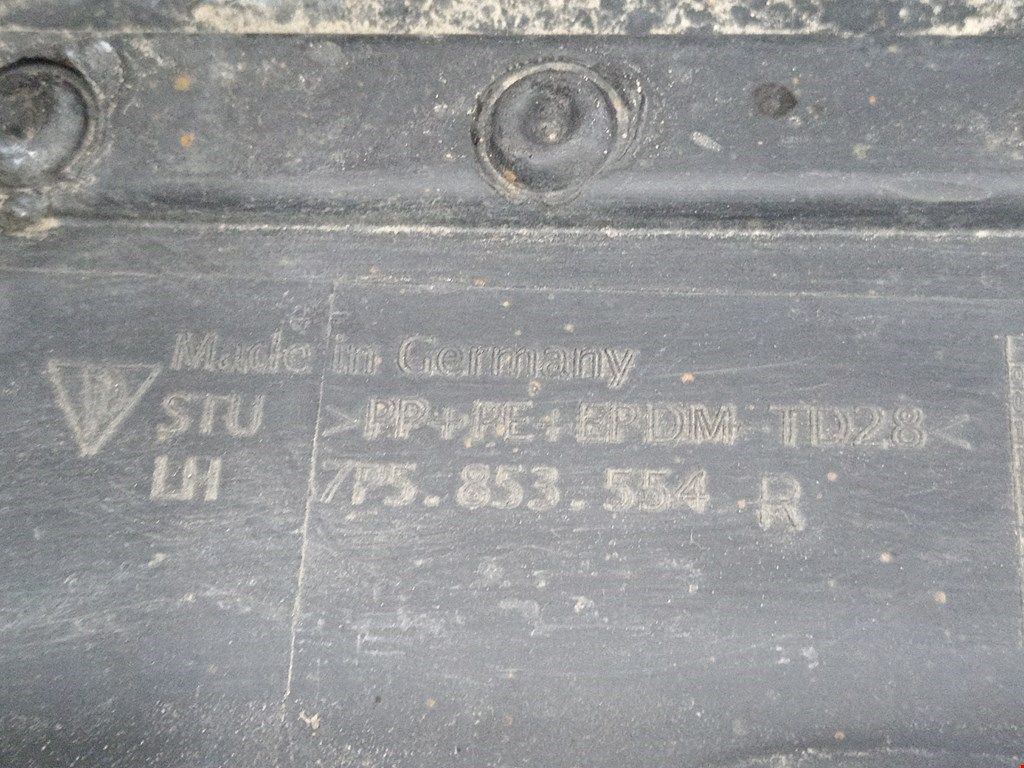 Made in Germany
STU >PP+PE+EPDM TD28<
LH 7P5.853.554 R